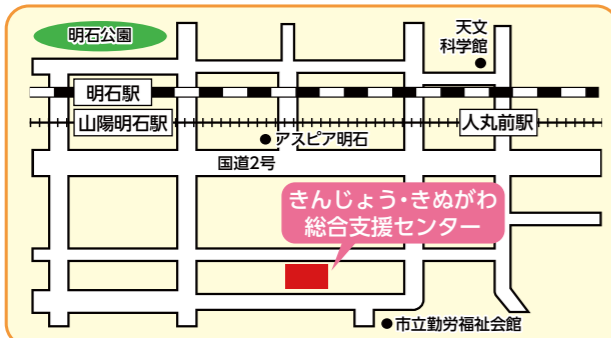 明石公園
天文
科学館
明石駅
山陽明石駅
人丸前駅
アスピア明石
国道2号
きんじょう・きぬがわ
総合支援センター
市立勤労福祉会館